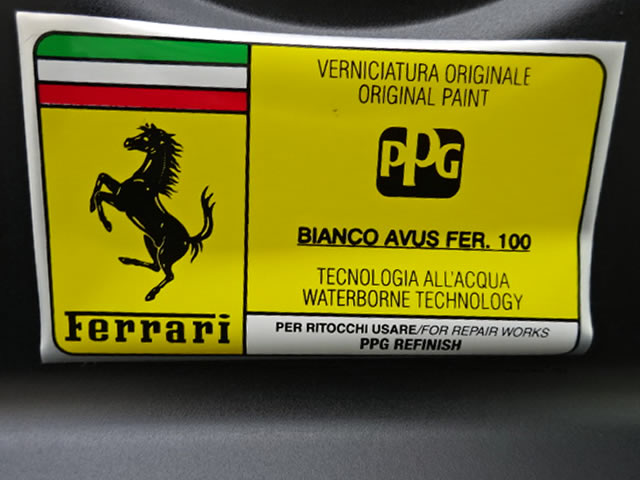 VERNICIATURA ORIGINALE
ORIGINAL PAINT
PPG
BIANCO AVUS FER. 100
TECNOLOGIA ALL'ACQUA
WATERBORNE TECHNOLOGY
Ferrari
PER RITOCCHI USARE/FOR REPAIR WORKS
PPG REFINISH